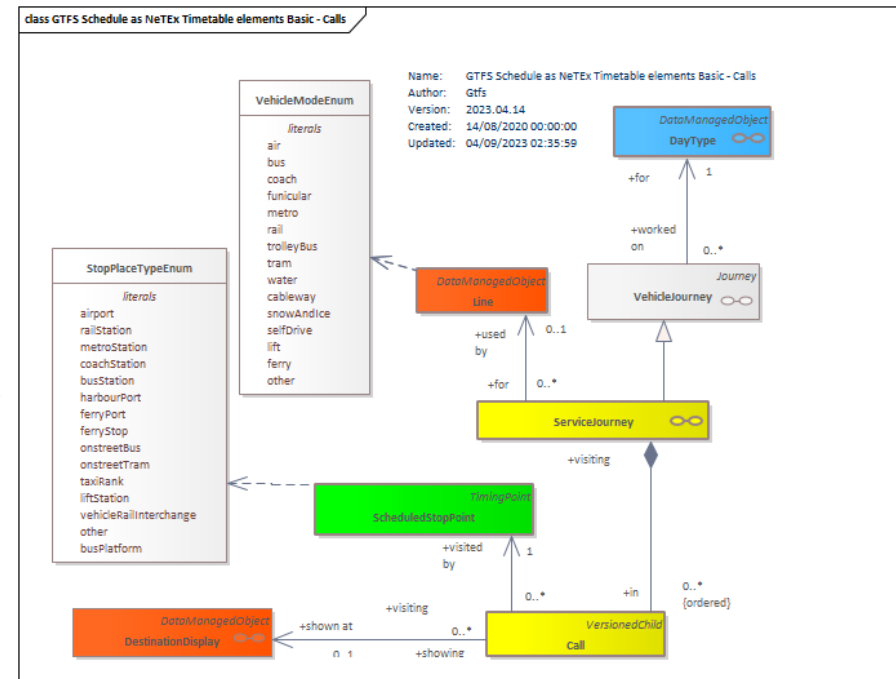 class GTFS Schedule as NeTEx Timetable elements Basic - Calls
Name: GTFS Schedule as NeTEx Timetable elements Basic - Calls
Author: Gtfs
Version: 2023.04.14
Created: 14/08/2020 00:00:00
Updated: 04/09/2023 02:35:59
VehicleModeEnum
literals
air
bus
coach
funicular
metro
rail
trolleyBus
tram
water
cableway
snowAndIce
selfDrive
lift
ferry
other
DataManagedObject
DayType
+for
1
+worked
on
0..*
Journey
VehicleJourney
StopPlaceTypeEnum
literals
airport
railStation
metroStation
coachStation
busStation
harbourPort
ferryPort
ferryStop
onstreetBus
onstreetTram
taxiRank
liftStation
vehicleRailInterchange
other
busPlatform
DataManagedObject
Line
+used
by
0..1
+for
0..*
ServiceJourney
+visiting
TimingPoint
ScheduledStopPoint
+visited
by
1
0..*
+in
0..*
{ordered}
+visiting
DataManagedObject
DestinationDisplay
+shown at
0..1
0..*
+showing
VersionedChild
Call